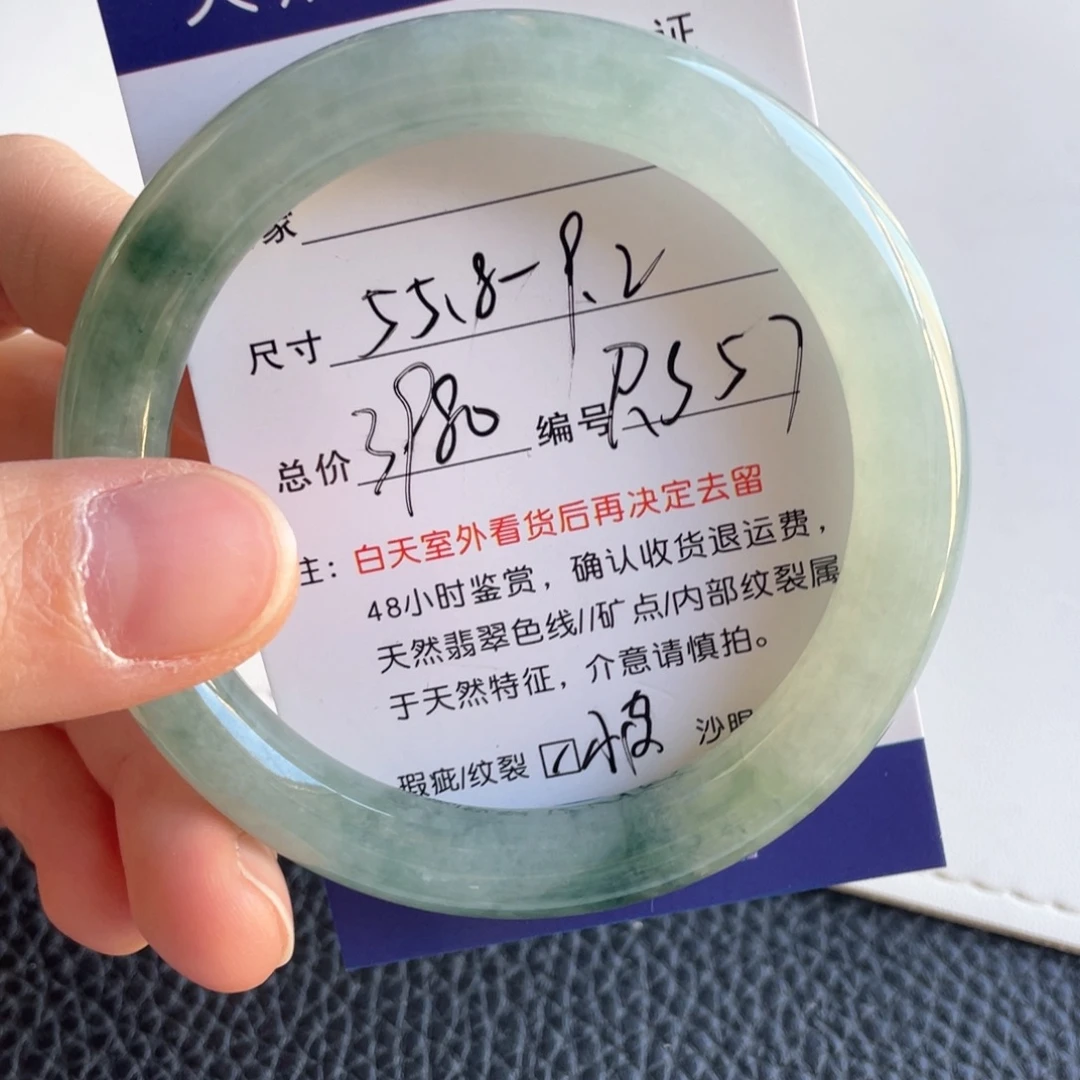 证
家
尺寸 55.8-9.2
总价 3980 编号 P.557
注：白天室外看货后再决定去留
48小时鉴赏，确认收货退运费，
天然翡翠色线//矿点/内部纹裂属
于天然特征，介意请慎拍。
瑕疵/纹裂 ☑ 沙眼